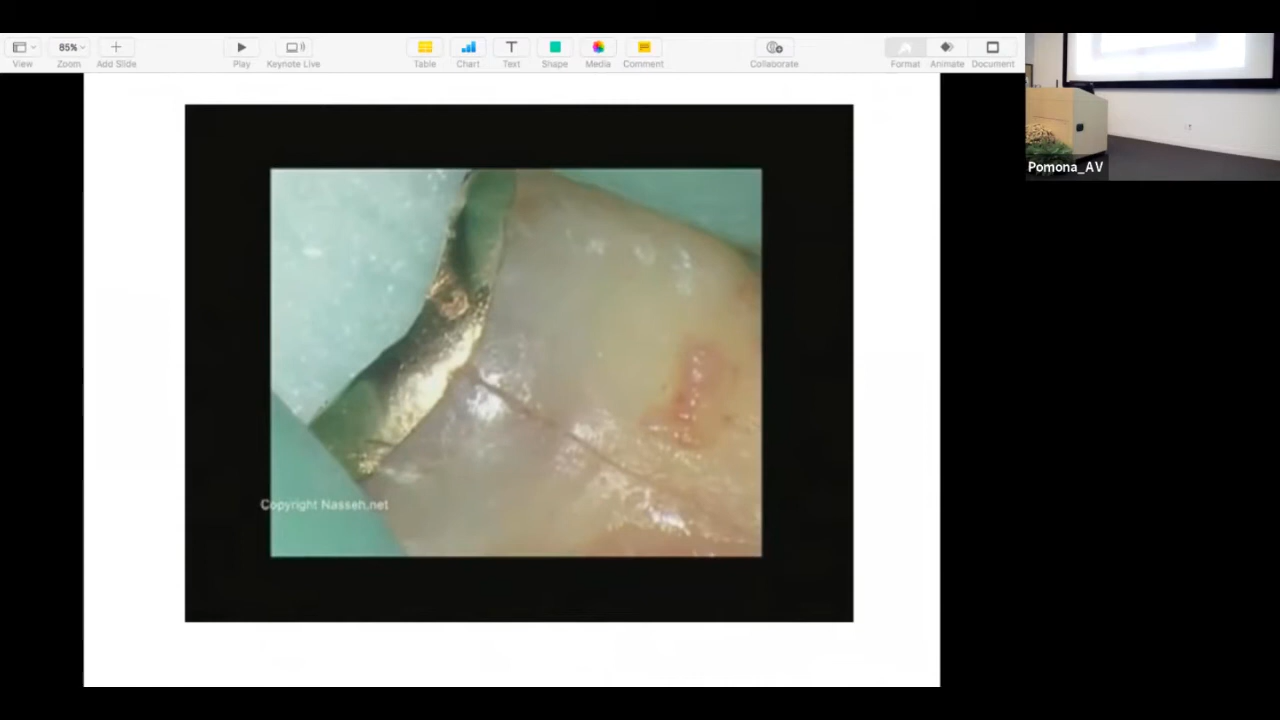 85%
View
Zoom
Add Slide
Play
Keynote Live
Table
Chart
Text
Shape
Media
Comment
Collaborate
Format
Animate
Document
Pomona_AV
Copyright Nasseh.net